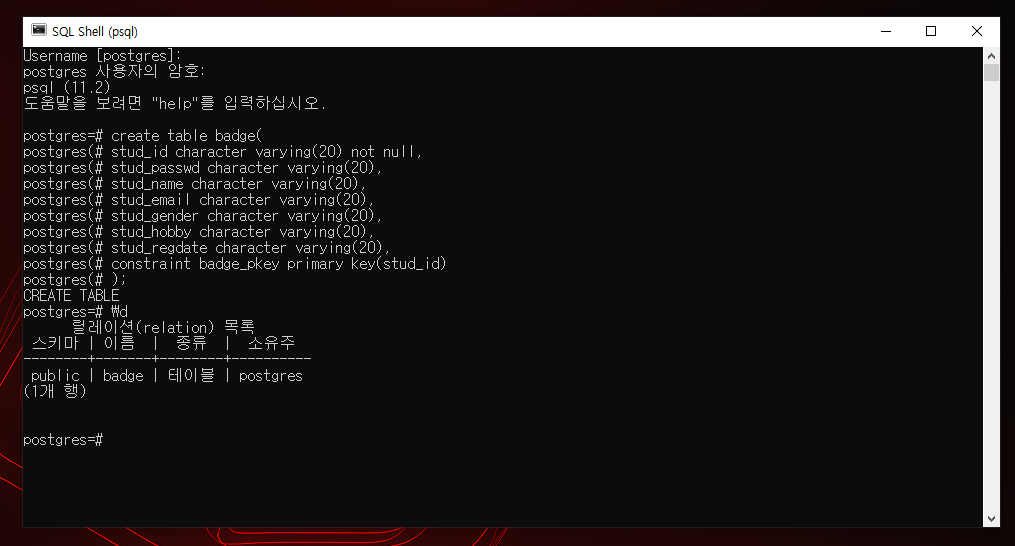 SQL Shell (psql)
Username [postgres]:
postgres 사용자의 암호:
psql (11.2)
도움말을 보려면 "help"를 입력하십시오.
postgres=# create table badge(
postgres(# stud_id character varying(20) not null,
postgres(# stud_passwd character varying(20),
postgres(# stud_name character varying(20),
postgres(# stud_email character varying(20),
postgres(# stud_gender character varying(20),
postgres(# stud_hobby character varying(20),
postgres(# stud_regdate character varying(20),
postgres(# constraint badge_pkey primary key(stud_id)
postgres(# );
CREATE TABLE
postgres=# ₩d
릴레이션(relation) 목록
스키마 | 이름 | 종류 | 소유주
--------+-------+--------+----------
public | badge | 테이블 | postgres
(1개 행)
postgres=#